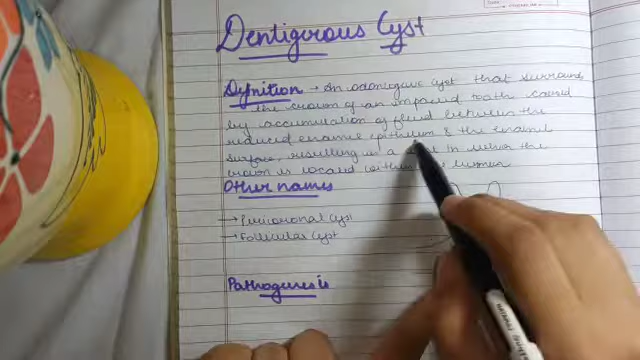 Dentigerous Cyst
Definition → An odontogenic cyst that surrounds
the crown of an impacted tooth caused
by accumulation of fluid between the
reduced enamel epithelium & the enamel
surface, resulting in a in which the
crown is located within the lumen
Other names
→ Pericoronal Cyst
→ Follicular Cyst
Pathogenesis